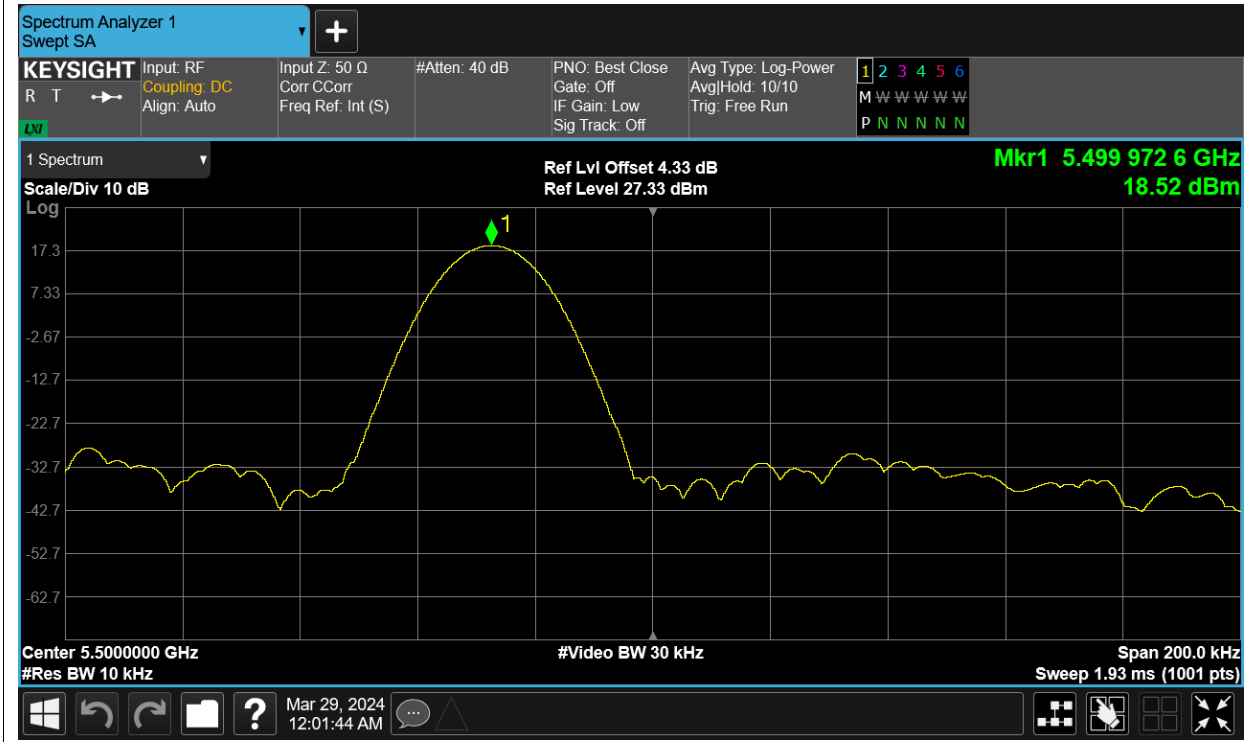 Spectrum Analyzer 1
Swept SA
KEYSIGHT
R T
LXI
Input: RF
Coupling: DC
Align: Auto
Input Z: 50 Ω
Corr CCorr
Freq Ref: Int (S)
#Atten: 40 dB
PNO: Best Close
Gate: Off
IF Gain: Low
Sig Track: Off
Avg Type: Log-Power
Avg|Hold: 10/10
Trig: Free Run
1 2 3 4 5 6
M W W W W W
P N N N N N
1 Spectrum
Scale/Div 10 dB
Log
Ref Lvl Offset 4.33 dB
Ref Level 27.33 dBm
Mkr1 5.499 972 6 GHz
18.52 dBm
1
17.3
7.33
-2.67
-12.7
-22.7
-32.7
-42.7
-52.7
-62.7
Center 5.5000000 GHz
#Video BW 30 kHz
Span 200.0 kHz
#Res BW 10 kHz
Sweep 1.93 ms (1001 pts)
?
Mar 29, 2024
12:01:44 AM